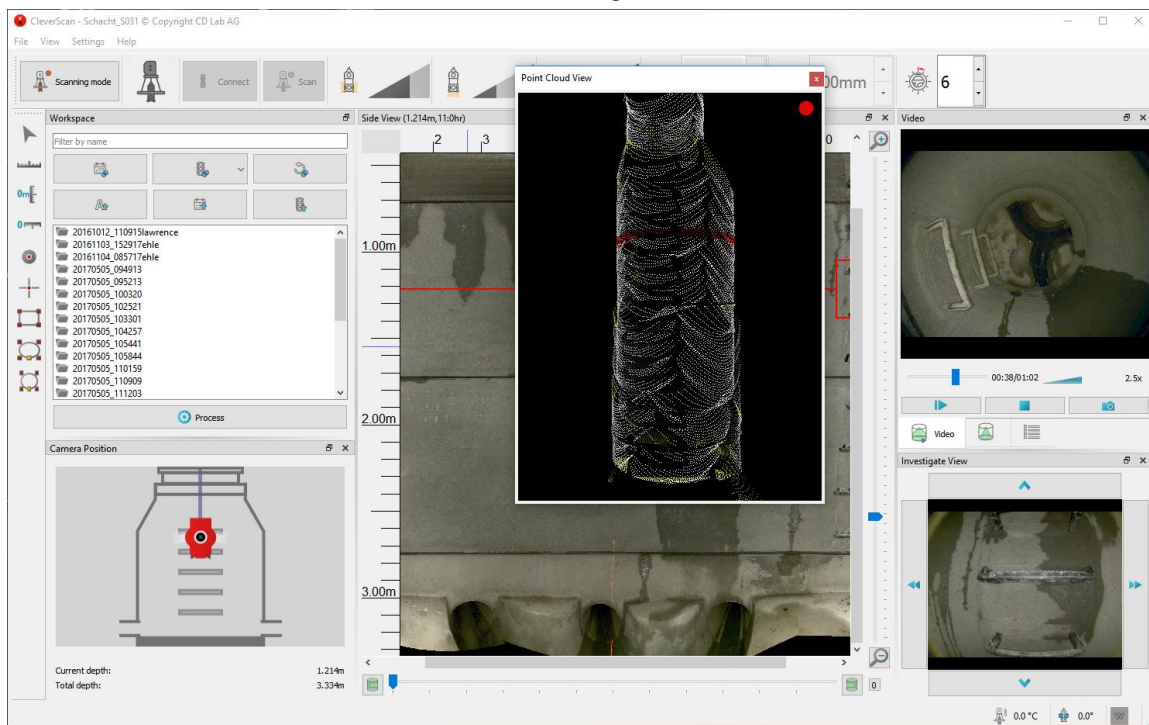 CleverScan - Schacht_S031 © Copyright CD Lab AG
File View Settings Help
Scanning mode
Connect
Scan
00mm
6
Workspace
Filter by name
20161012_110915lawrence
20161103_152917ehle
20161104_085717ehle
20170505_094913
20170505_095213
20170505_100320
20170505_102521
20170505_103301
20170505_104257
20170505_105441
20170505_105844
20170505_110159
20170505_110909
20170505_111203
Process
Camera Position
Current depth: 1.214m
Total depth: 3.334m
Side View (1.214m,11:0hr)
2 3 0
1.00m
2.00m
3.00m
0
Point Cloud View
Video
00:38/01:02 2.5x
Video
Investigate View
0m
0
0.0 °C 0.0°